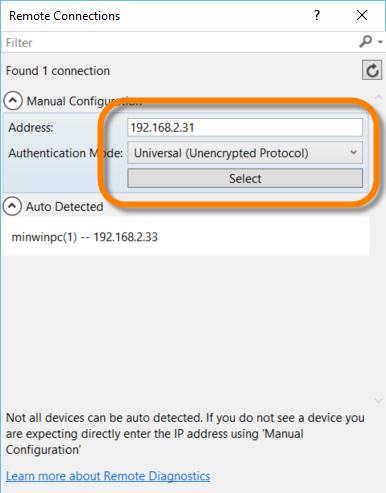 Remote Connections
Filter
Found 1 connection
Manual Configuration
Address: 192.168.2.31
Authentication Mode: Universal (Unencrypted Protocol)
Select
Auto Detected
minwinpc(1) -- 192.168.2.33
Not all devices can be auto detected. If you do not see a device you
are expecting directly enter the IP address using 'Manual
Configuration'
Learn more about Remote Diagnostics